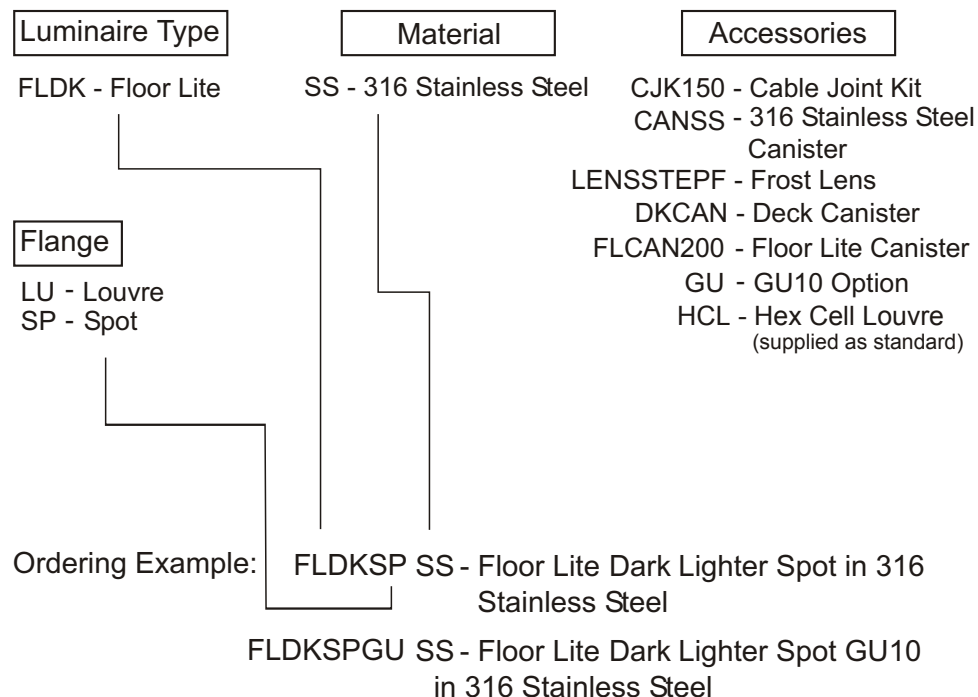 Luminaire Type
FLDK - Floor Lite
Flange
LU - Louvre
SP - Spot
Material
SS - 316 Stainless Steel
Accessories
CJK150 - Cable Joint Kit
CANSS - 316 Stainless Steel
Canister
LENSSTEPF - Frost Lens
DKCAN - Deck Canister
FLCAN200 - Floor Lite Canister
GU - GU10 Option
HCL - Hex Cell Louvre
(supplied as standard)
Ordering Example: FLDKSP SS - Floor Lite Dark Lighter Spot in 316
Stainless Steel
FLDKSPGU SS - Floor Lite Dark Lighter Spot GU10
in 316 Stainless Steel